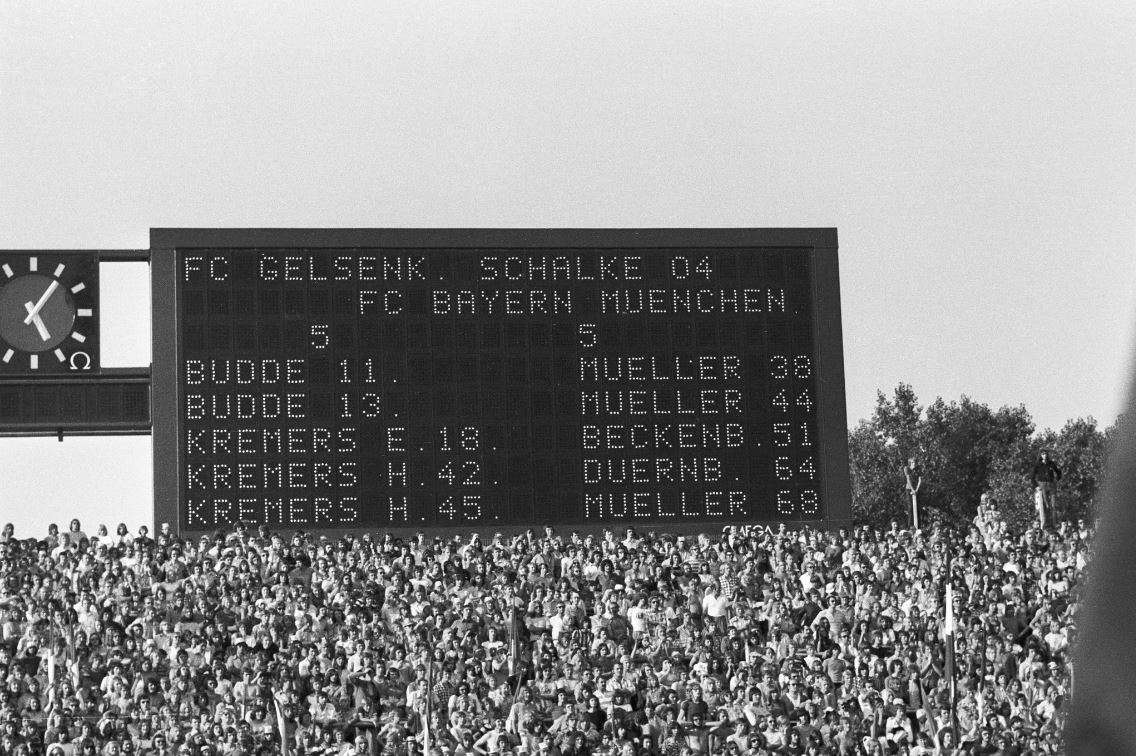 FC GELSENK. SCHALKE 04
FC BAYERN MUENCHEN.
5 5
BUDDE 11. MUELLER 38
BUDDE 13. MUELLER 44
KREMERS E.18. BECKENB.51
KREMERS H.42. DUERNB. 64
KREMERS H.45. MUELLER 68
OMEGA
Ω